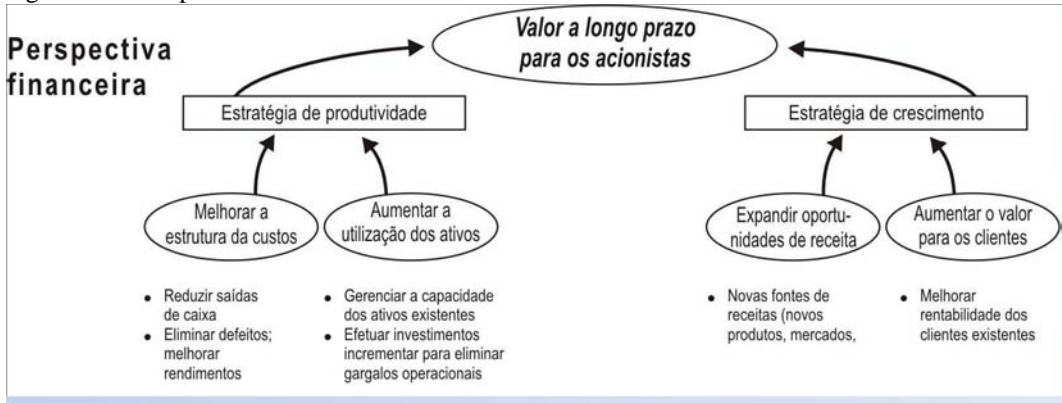 Perspectiva
financeira
Valor a longo prazo
para os acionistas
Estratégia de produtividade
Estratégia de crescimento
Melhorar a
estrutura da custos
Aumentar a
utilização dos ativos
Expandir oportu-
nidades de receita
Aumentar o valor
para os clientes
• Reduzir saídas
de caixa
• Eliminar defeitos;
melhorar
rendimentos
• Gerenciar a capacidade
dos ativos existentes
• Efetuar investimentos
incrementar para eliminar
gargalos operacionais
• Novas fontes de
receitas (novos
produtos, mercados,
• Melhorar
rentabilidade dos
clientes existentes